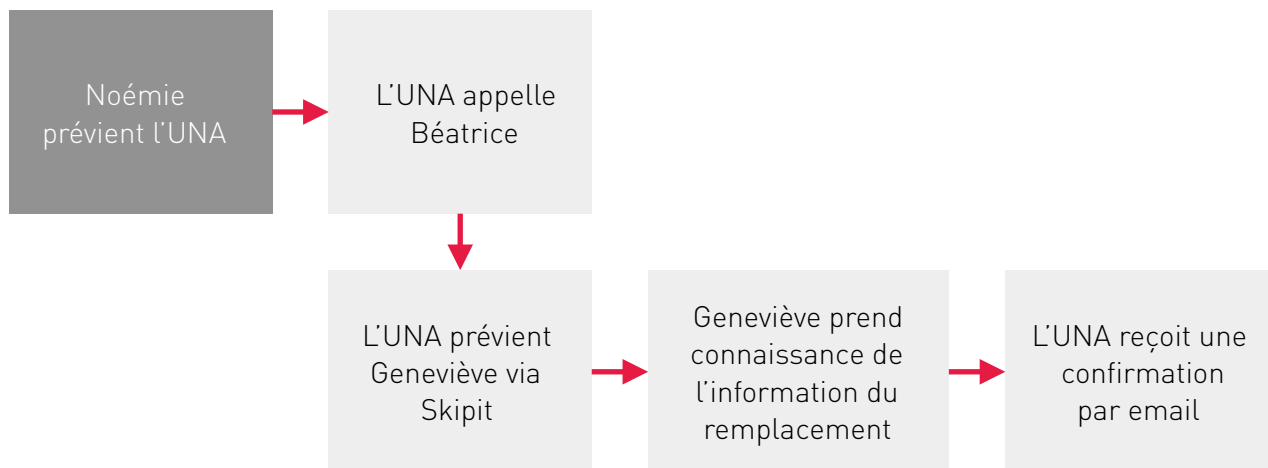 Noémie
prévient l'UNA
L'UNA appelle
Béatrice
L'UNA prévient
Geneviève via
Skipit
Geneviève prend
connaissance de
l'information du
remplacement
L'UNA reçoit une
confirmation
par email